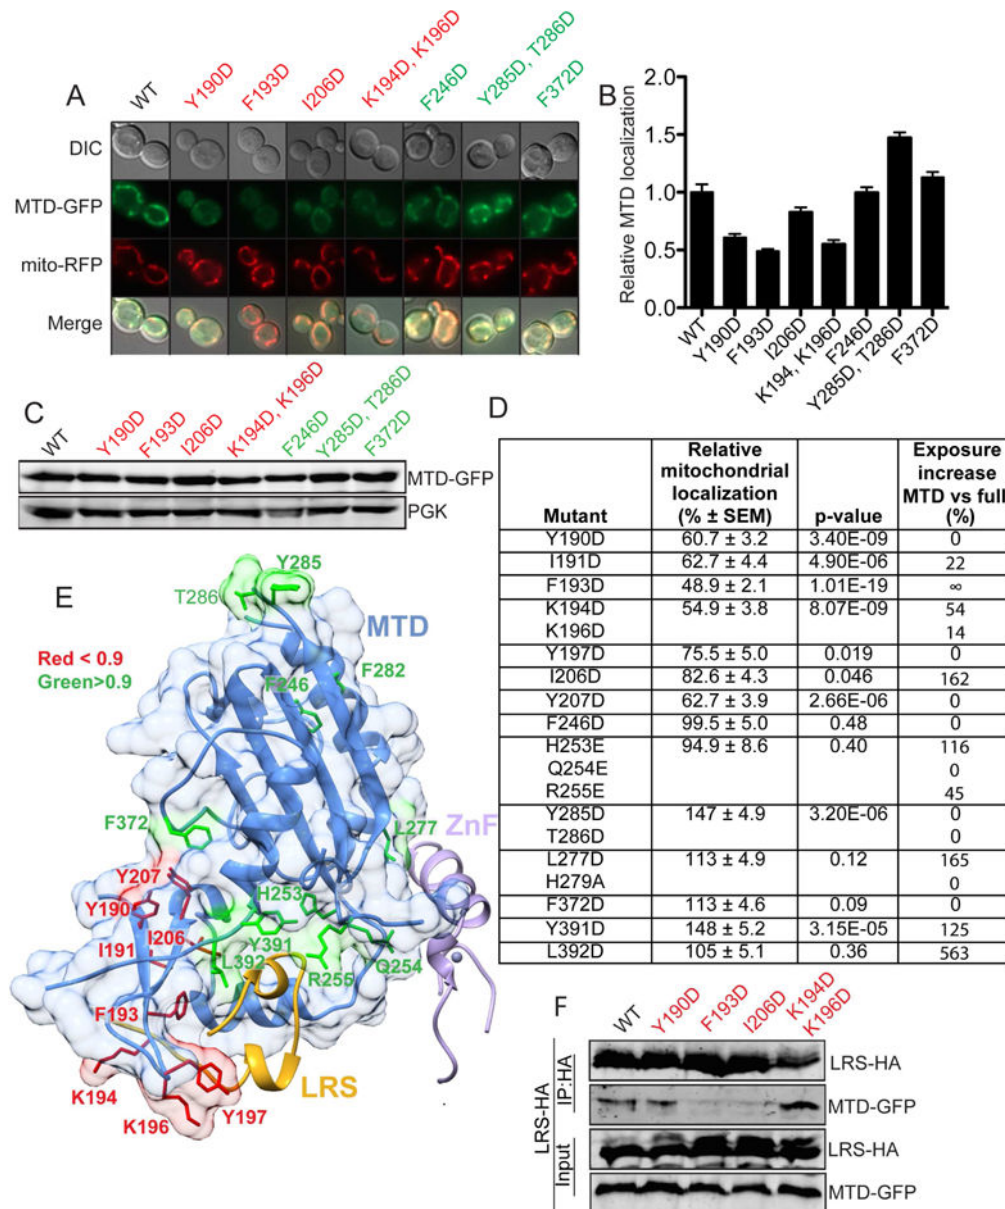 A
WT
Y190D
F193D
I206D
K194D, K196D
F246D
Y285D, T286D
F372D
DIC
MTD-GFP
mito-RFP
Merge
B
Relative MTD localization
2.0
1.5
1.0
0.5
0.0
WT
Y190D
F193D
I206D
K194, K196D
F246D
Y285D, T286D
F372D
C
WT
Y190D
F193D
I206D
K194D, K196D
F246D
Y285D, T286D
F372D
MTD-GFP
PGK
D
Mutant Relative mitochondrial localization (% ± SEM) p-value Exposure increase MTD vs full (%)
Y190D 60.7 ± 3.2 3.40E-09 0
I191D 62.7 ± 4.4 4.90E-06 22
F193D 48.9 ± 2.1 1.01E-19 ∞
K194D 54.9 ± 3.8 8.07E-09 54
K196D 14
Y197D 75.5 ± 5.0 0.019 0
I206D 82.6 ± 4.3 0.046 162
Y207D 62.7 ± 3.9 2.66E-06 0
F246D 99.5 ± 5.0 0.48 0
H253E 94.9 ± 8.6 0.40 116
Q254E 0
R255E 45
Y285D 147 ± 4.9 3.20E-06 0
T286D 0
L277D 113 ± 4.9 0.12 165
H279A 0
F372D 113 ± 4.6 0.09 0
Y391D 148 ± 5.2 3.15E-05 125
L392D 105 ± 5.1 0.36 563
E
Y285
T286
MTD
Red < 0.9
Green>0.9
F282
F246
F372
L277
ZnF
Y207
H253
Y190
I206
Y391
I191
L392
Q254
R255
F193
LRS
K194
Y197
K196
F
WT
Y190D
F193D
I206D
K194D
K196D
LRS-HA
IP:HA
Input
LRS-HA
MTD-GFP
LRS-HA
MTD-GFP